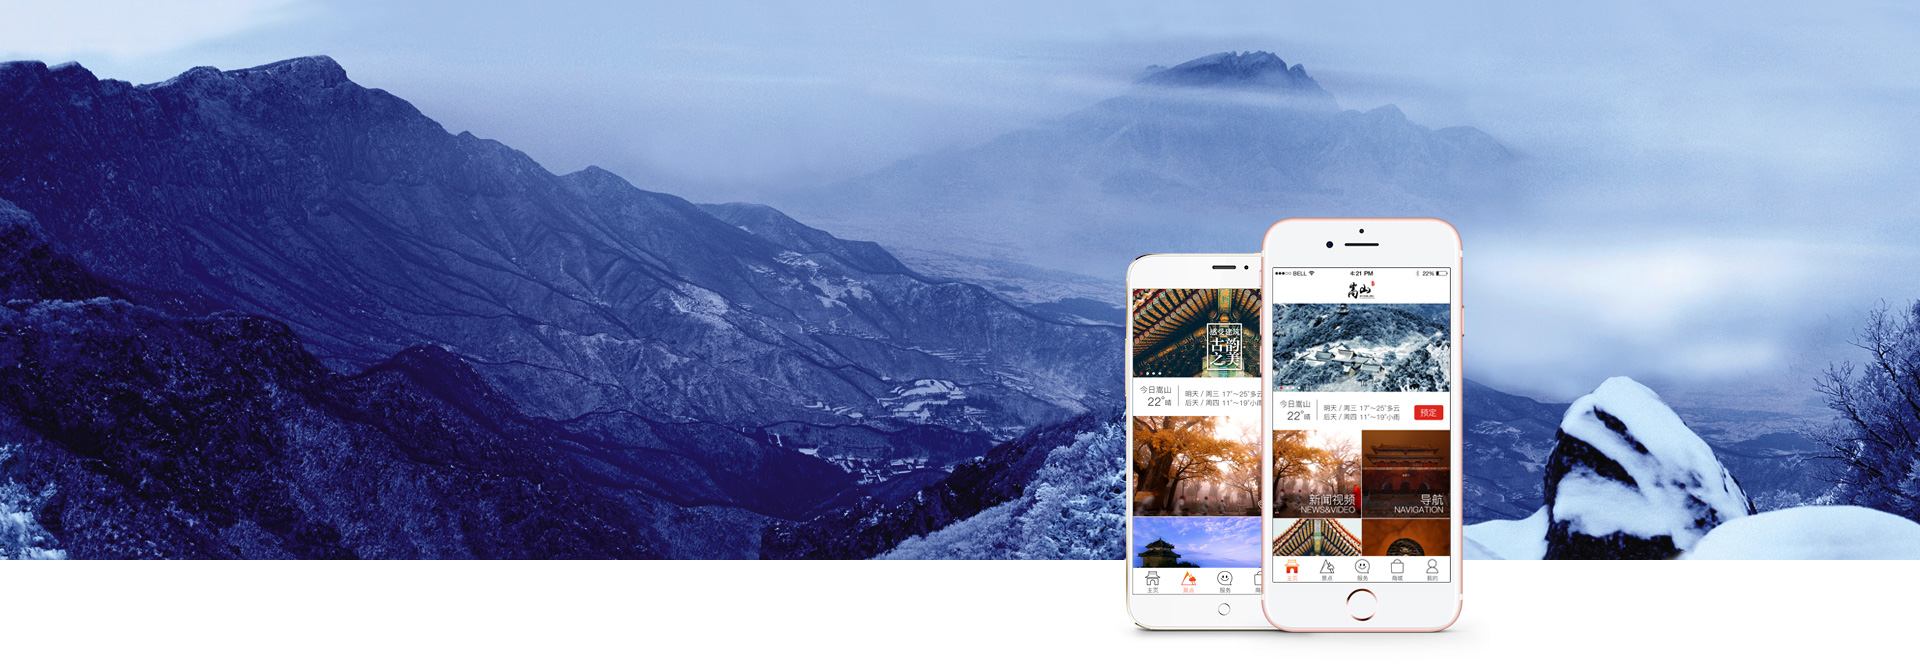 感受建筑
古韵
之美
今日嵩山
22°晴
明天 / 周三 17°~25°多云
后天 / 周四 11°~19°小雨
主页
景点
服务
BELL
4:21 PM
22%
嵩山
今日嵩山
22°晴
明天 / 周三 17°~25°多云
后天 / 周四 11°~19°小雨
预定
新闻视频
NEWS&VIDEO
导航
NAVIGATION
主页
景点
服务
商城
我的